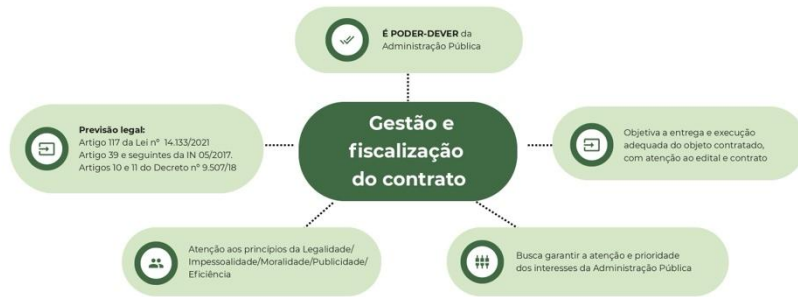 É PODER-DEVER da
Administração Pública
Previsão legal:
Artigo 117 da Lei nº 14.133/2021
Artigo 39 e seguintes da IN 05/2017.
Artigos 10 e 11 do Decreto nº 9.507/18
Gestão e
fiscalização
do contrato
Objetiva a entrega e execução
adequada do objeto contratado,
com atenção ao edital e contrato
Atenção aos princípios da Legalidade/
Impessoalidade/Moralidade/Publicidade/
Eficiência
Busca garantir a atenção e prioridade
dos interesses da Administração Pública